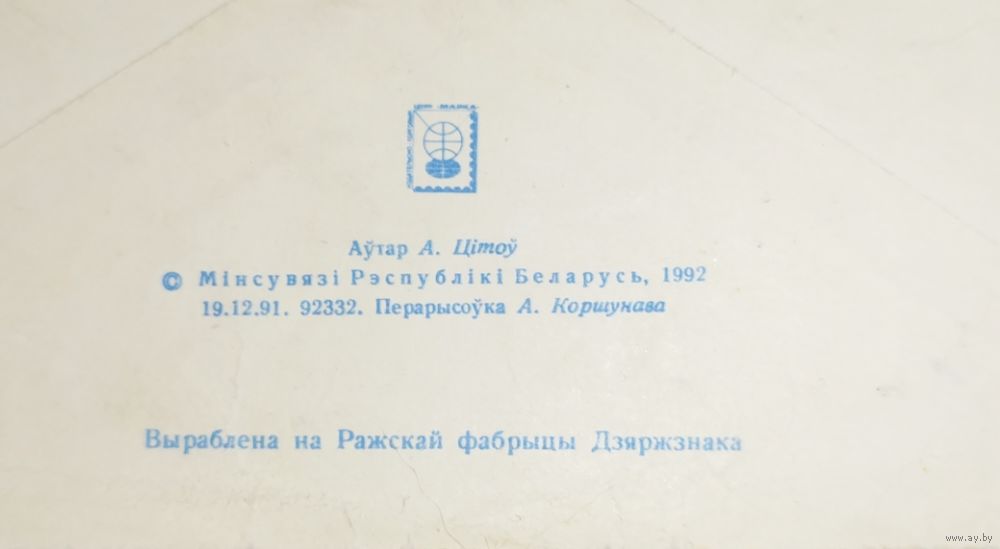 МАРКА
Аўтар А. Цітоў
© Мінсувязі Рэспублікі Беларусь, 1992
19.12.91. 92332. Перарысоўка А. Коршунава
Выраблена на Ражскай фабрыцы Дзяржзнака
www.ay.by